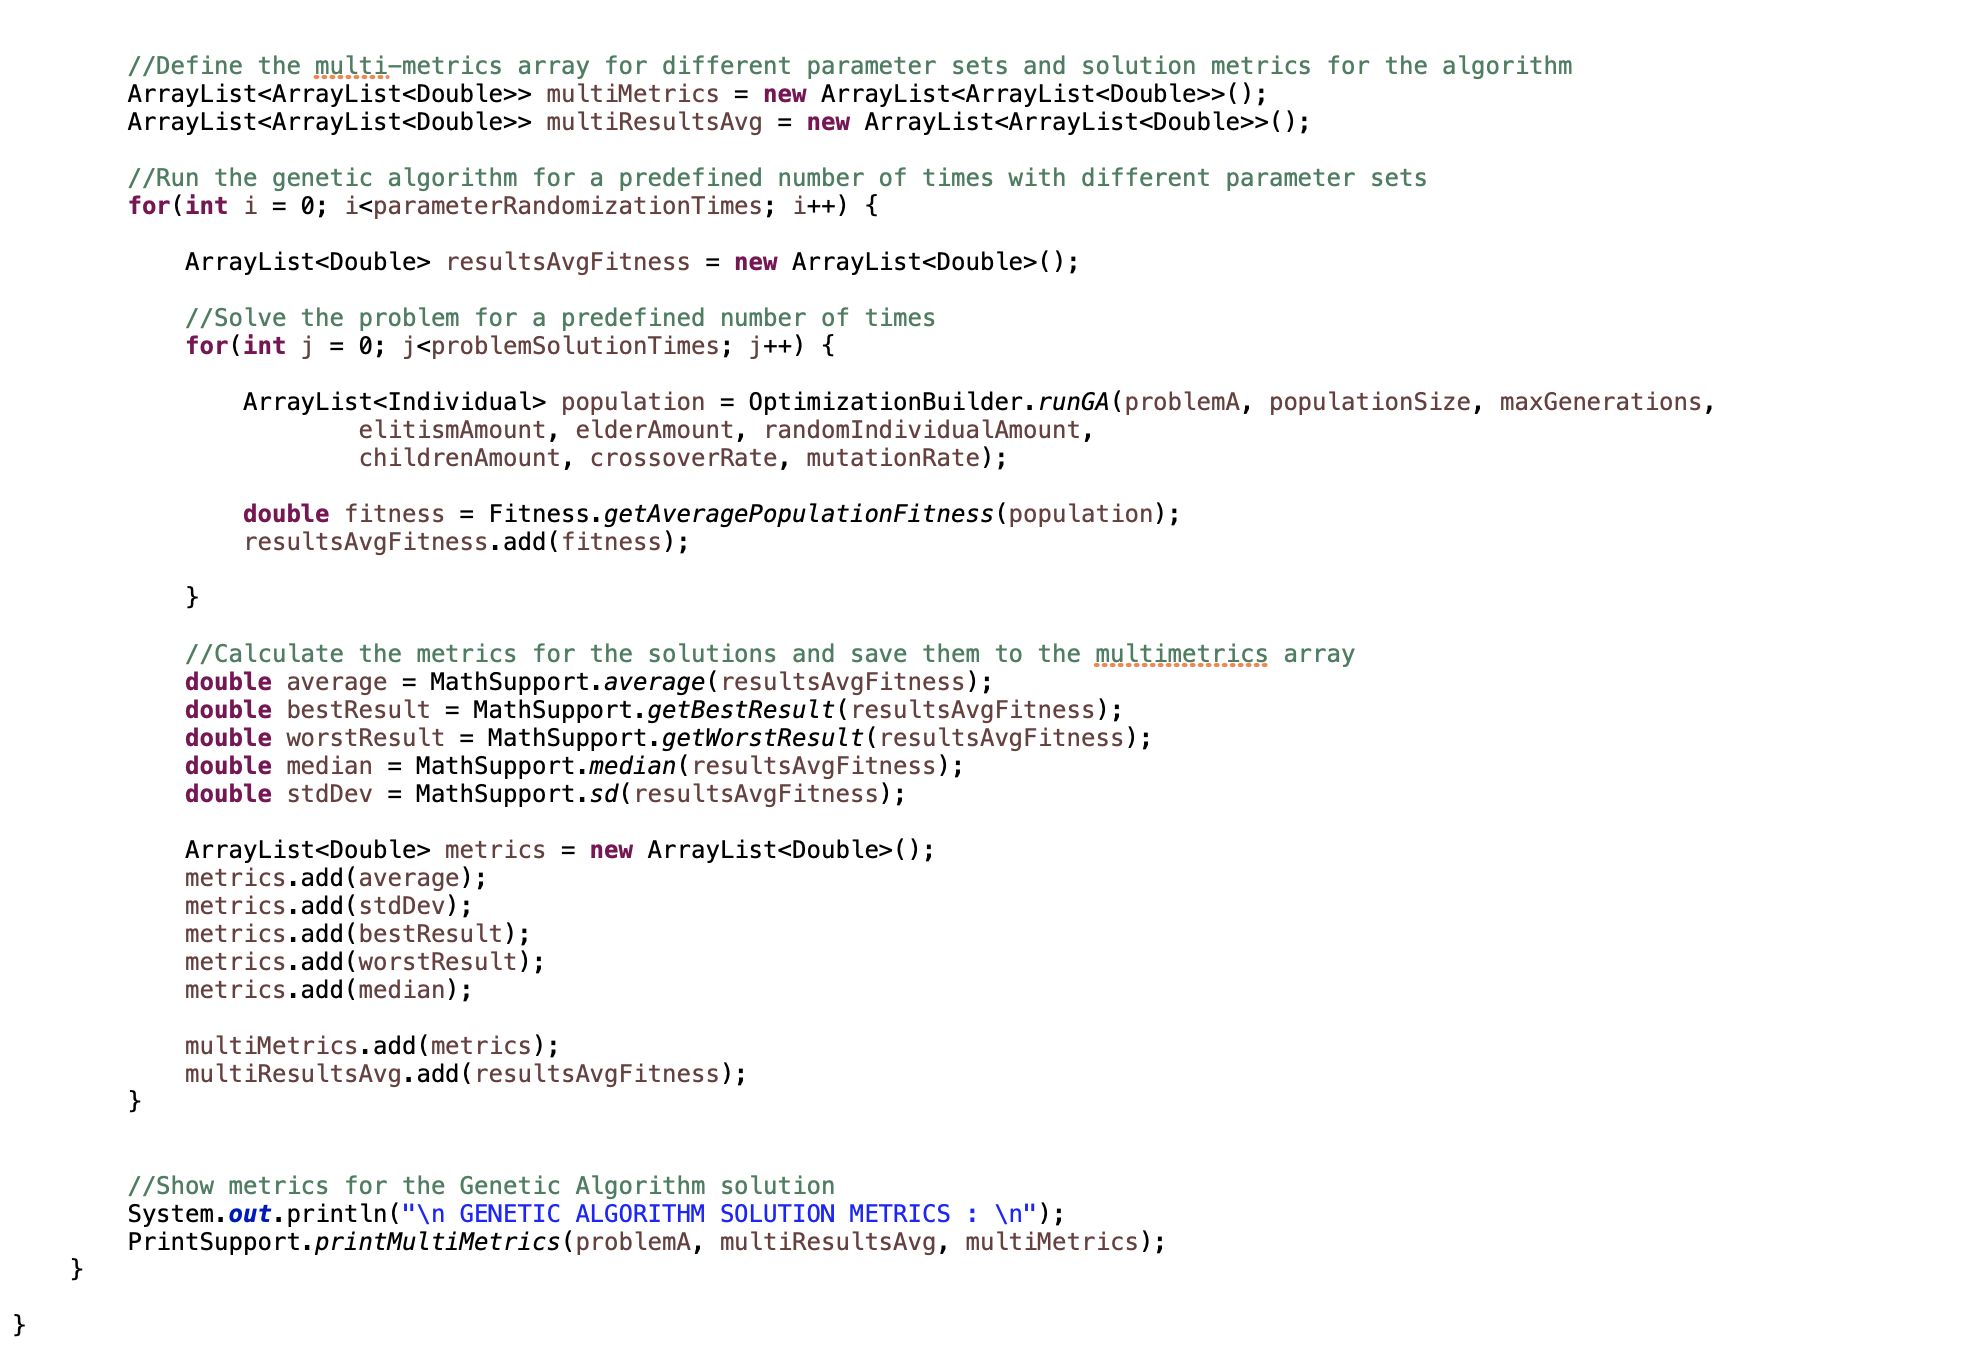 //Define the multi-metrics array for different parameter sets and solution metrics for the algorithm
ArrayList<ArrayList<Double>> multiMetrics = new ArrayList<ArrayList<Double>>();
ArrayList<ArrayList<Double>> multiResultsAvg = new ArrayList<ArrayList<Double>>();
//Run the genetic algorithm for a predefined number of times with different parameter sets
for(int i = 0; i<parameterRandomizationTimes; i++) {
ArrayList<Double> resultsAvgFitness = new ArrayList<Double>();
//Solve the problem for a predefined number of times
for(int j = 0; j<problemSolutionTimes; j++) {
ArrayList<Individual> population = OptimizationBuilder.runGA(problemA, populationSize, maxGenerations,
elitismAmount, elderAmount, randomIndividualAmount,
childrenAmount, crossoverRate, mutationRate);
double fitness = Fitness.getAveragePopulationFitness(population);
resultsAvgFitness.add(fitness);
}
//Calculate the metrics for the solutions and save them to the multimetrics array
double average = MathSupport.average(resultsAvgFitness);
double bestResult = MathSupport.getBestResult(resultsAvgFitness);
double worstResult = MathSupport.getWorstResult(resultsAvgFitness);
double median = MathSupport.median(resultsAvgFitness);
double stdDev = MathSupport.sd(resultsAvgFitness);
ArrayList<Double> metrics = new ArrayList<Double>();
metrics.add(average);
metrics.add(stdDev);
metrics.add(bestResult);
metrics.add(worstResult);
metrics.add(median);
multiMetrics.add(metrics);
multiResultsAvg.add(resultsAvgFitness);
}
//Show metrics for the Genetic Algorithm solution
System.out.println("\n GENETIC ALGORITHM SOLUTION METRICS : \n");
PrintSupport.printMultiMetrics(problemA, multiResultsAvg, multiMetrics);
}
}